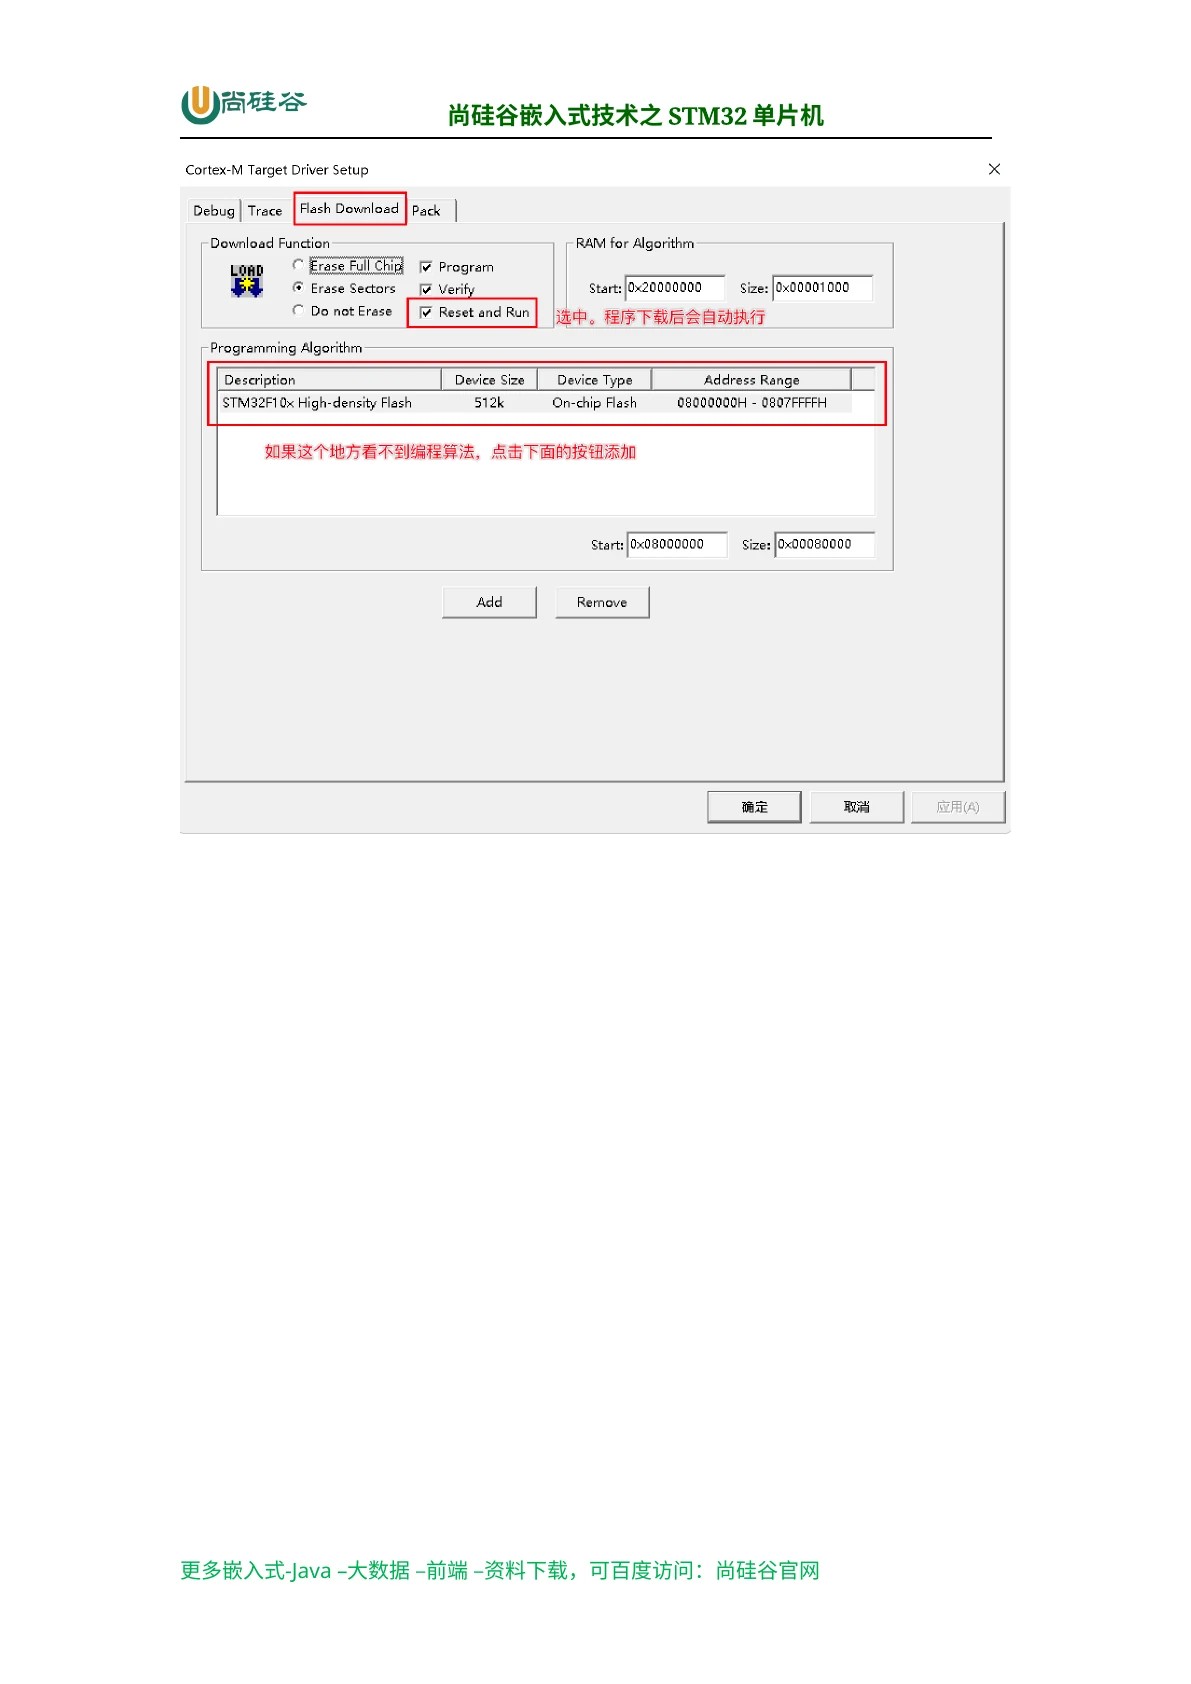 尚硅谷
尚硅谷嵌入式技术之 STM32 单片机
Cortex-M Target Driver Setup
Debug Trace Flash Download Pack
Download Function
LOAD
Erase Full Chip
Erase Sectors
Do not Erase
Program
Verify
Reset and Run
选中。程序下载后会自动执行
RAM for Algorithm
Start: 0x20000000 Size: 0x00001000
Programming Algorithm
Description Device Size Device Type Address Range
STM32F10x High-density Flash 512k On-chip Flash 08000000H - 0807FFFFH
如果这个地方看不到编程算法，点击下面的按钮添加
Start: 0x08000000 Size: 0x00080000
Add Remove
确定 取消 应用(A)
更多嵌入式-Java –大数据 –前端 –资料下载，可百度访问：尚硅谷官网